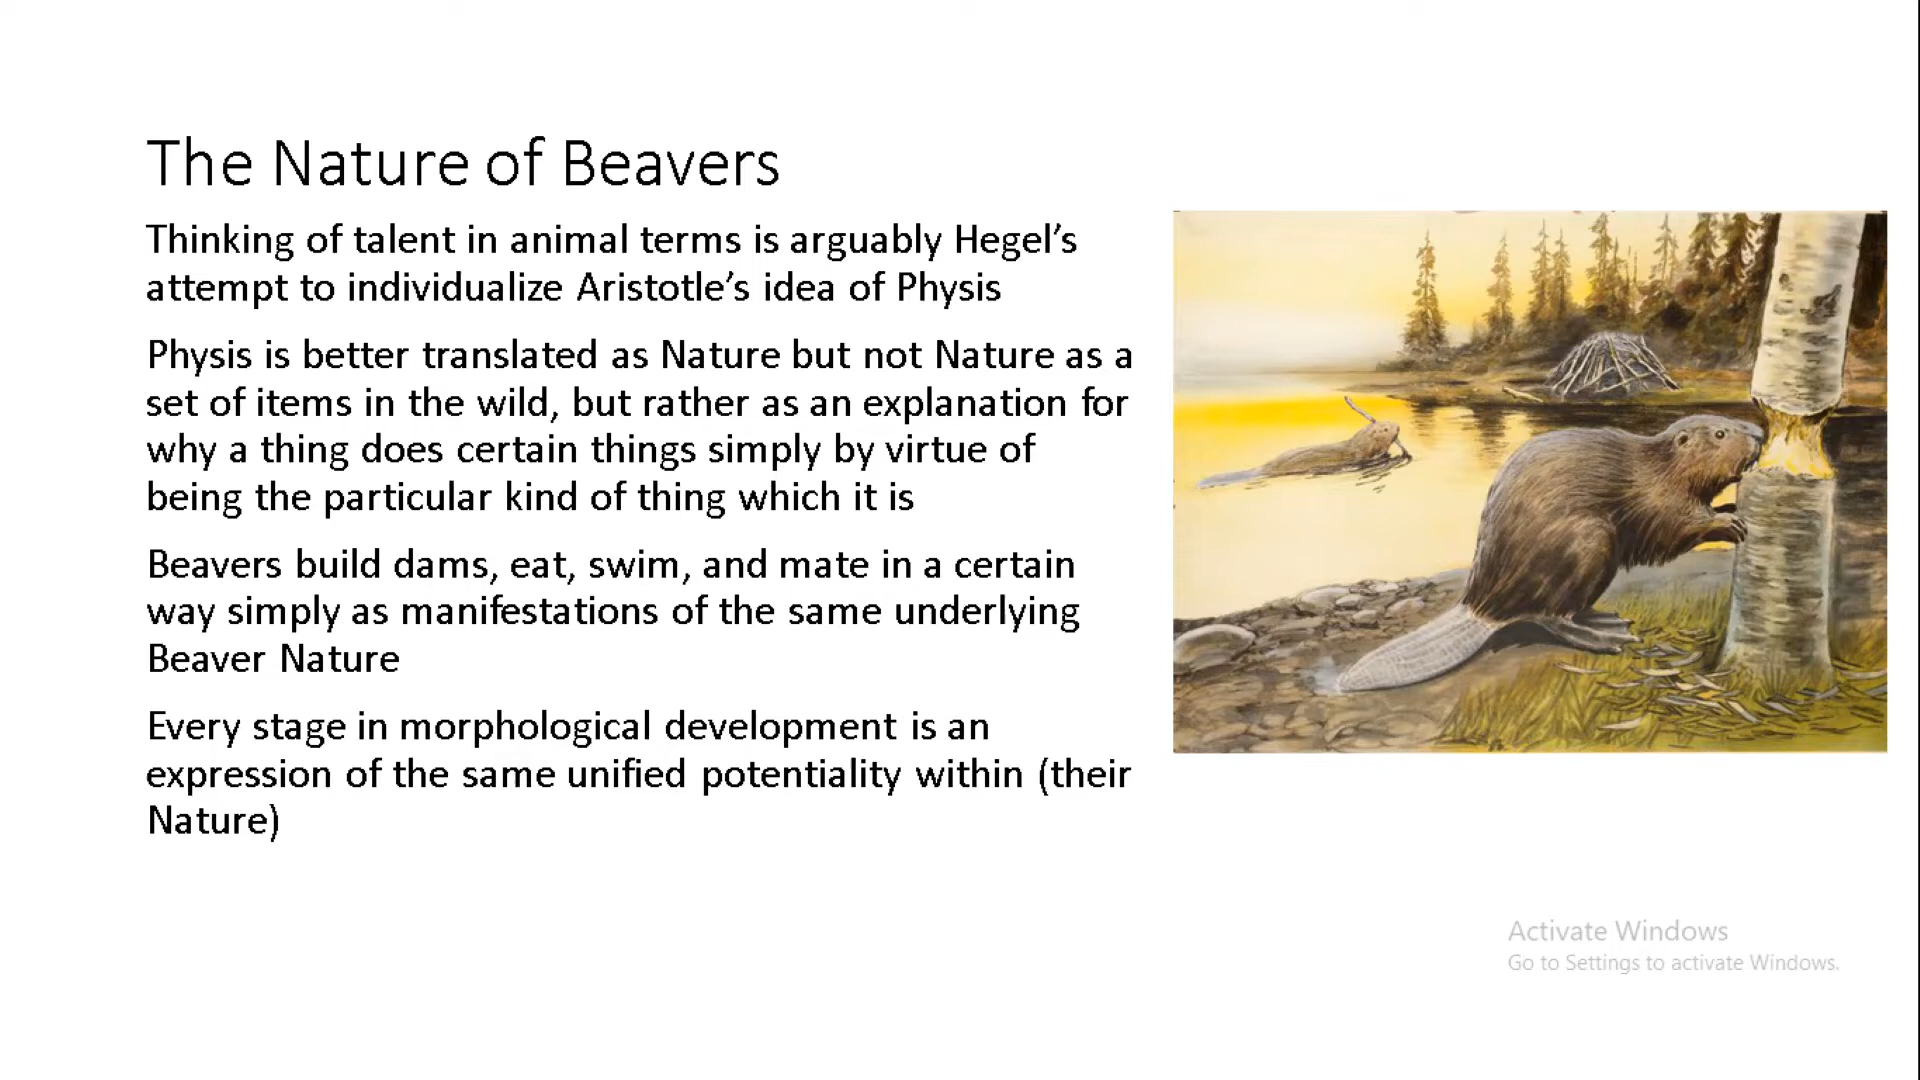 The Nature of Beavers
Thinking of talent in animal terms is arguably Hegel’s
attempt to individualize Aristotle’s idea of Physis
Physis is better translated as Nature but not Nature as a
set of items in the wild, but rather as an explanation for
why a thing does certain things simply by virtue of
being the particular kind of thing which it is
Beavers build dams, eat, swim, and mate in a certain
way simply as manifestations of the same underlying
Beaver Nature
Every stage in morphological development is an
expression of the same unified potentiality within (their
Nature)
Activate Windows
Go to Settings to activate Windows.